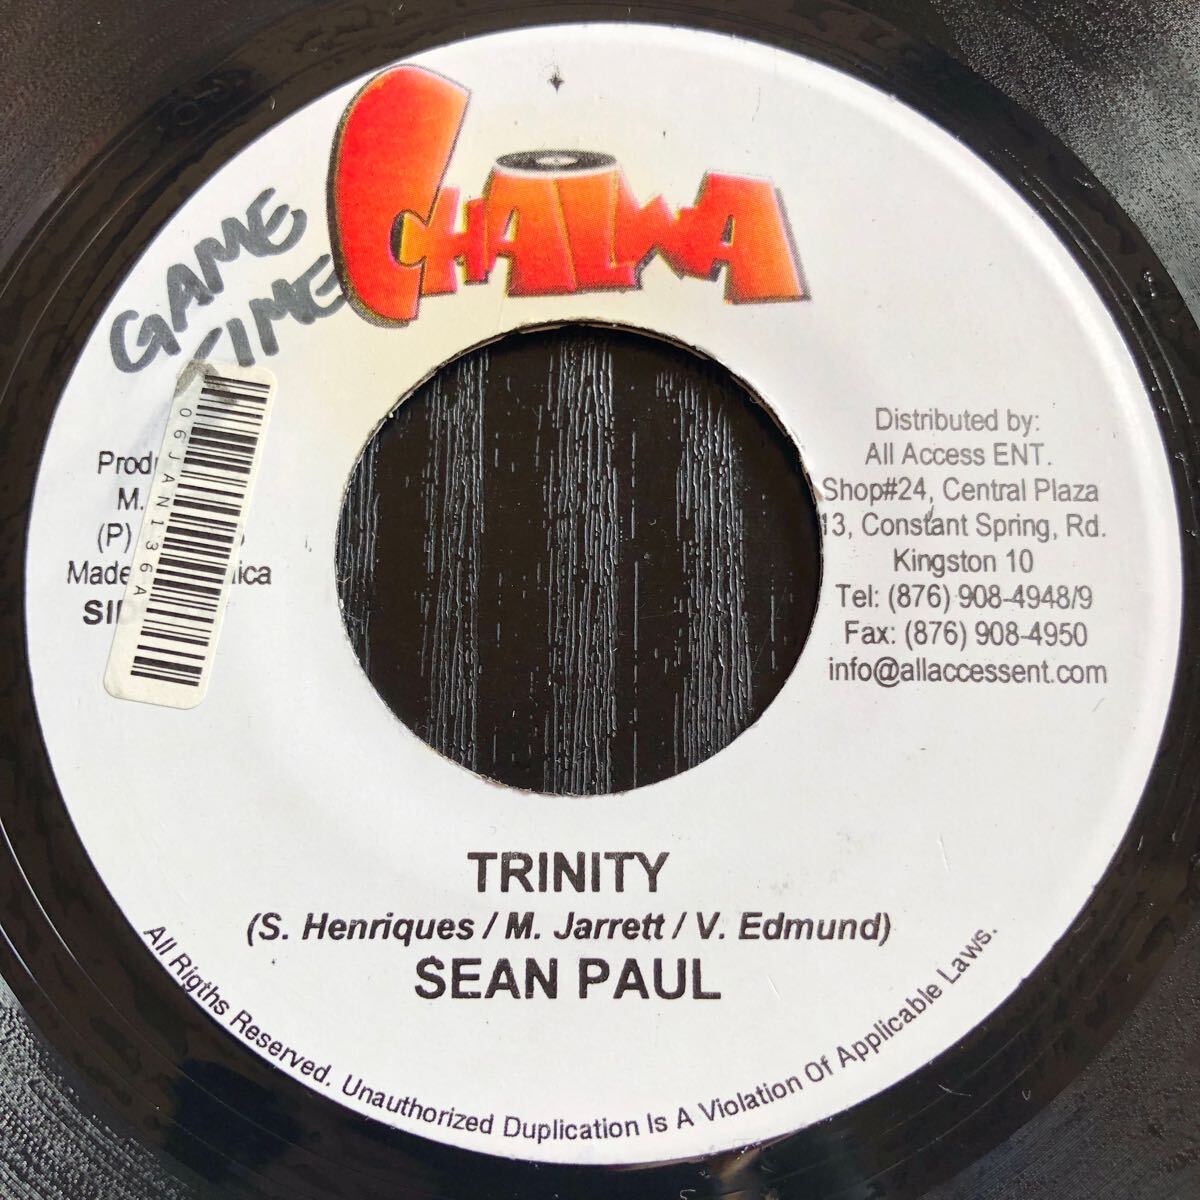 CHALWA
GAME
TIME
06JAN136A
Prod
M.
(P)
Made ica
Distributed by:
All Access ENT.
Shop#24, Central Plaza
13, Constant Spring, Rd.
Kingston 10
Tel: (876) 908-4948/9
Fax: (876) 908-4950
info@allaccessent.com
TRINITY
(S. Henriques / M. Jarrett / V. Edmund)
SEAN PAUL
All Rigths Reserved. Unauthorized Duplication Is A Violation Of Applicable Laws.